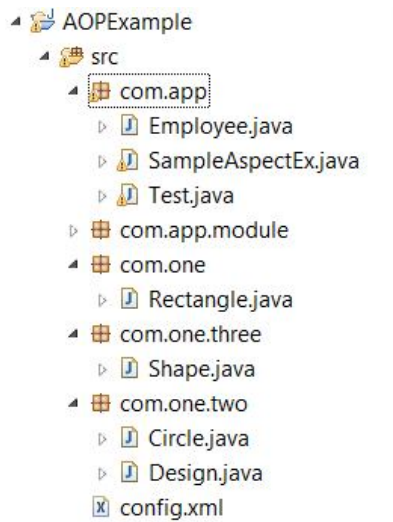 AOPExample
src
com.app
Employee.java
SampleAspectEx.java
Test.java
com.app.module
com.one
Rectangle.java
com.one.three
Shape.java
com.one.two
Circle.java
Design.java
config.xml